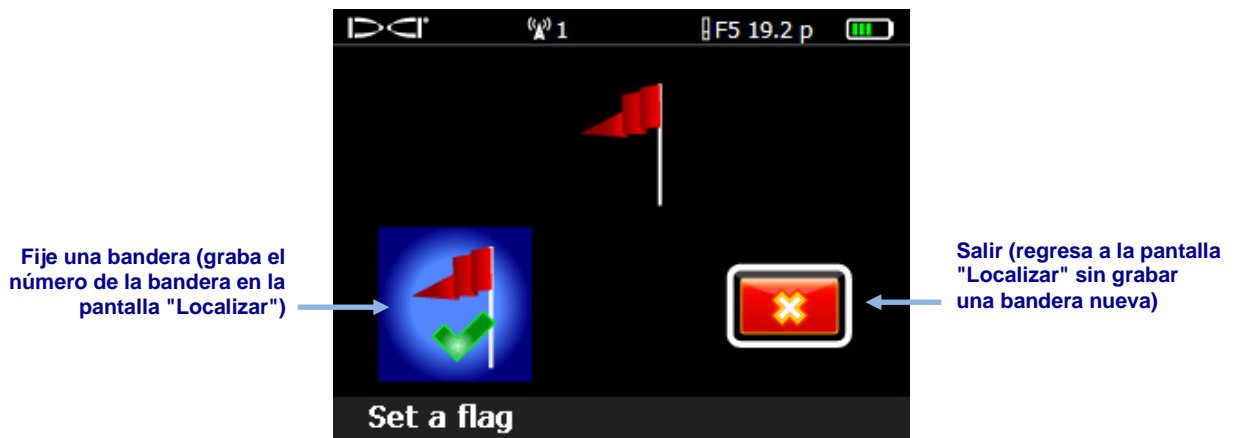 DCI
1
F5 19.2 p
Fije una bandera (graba el
número de la bandera en la
pantalla "Localizar")
Salir (regresa a la pantalla
"Localizar" sin grabar
una bandera nueva)
Set a flag